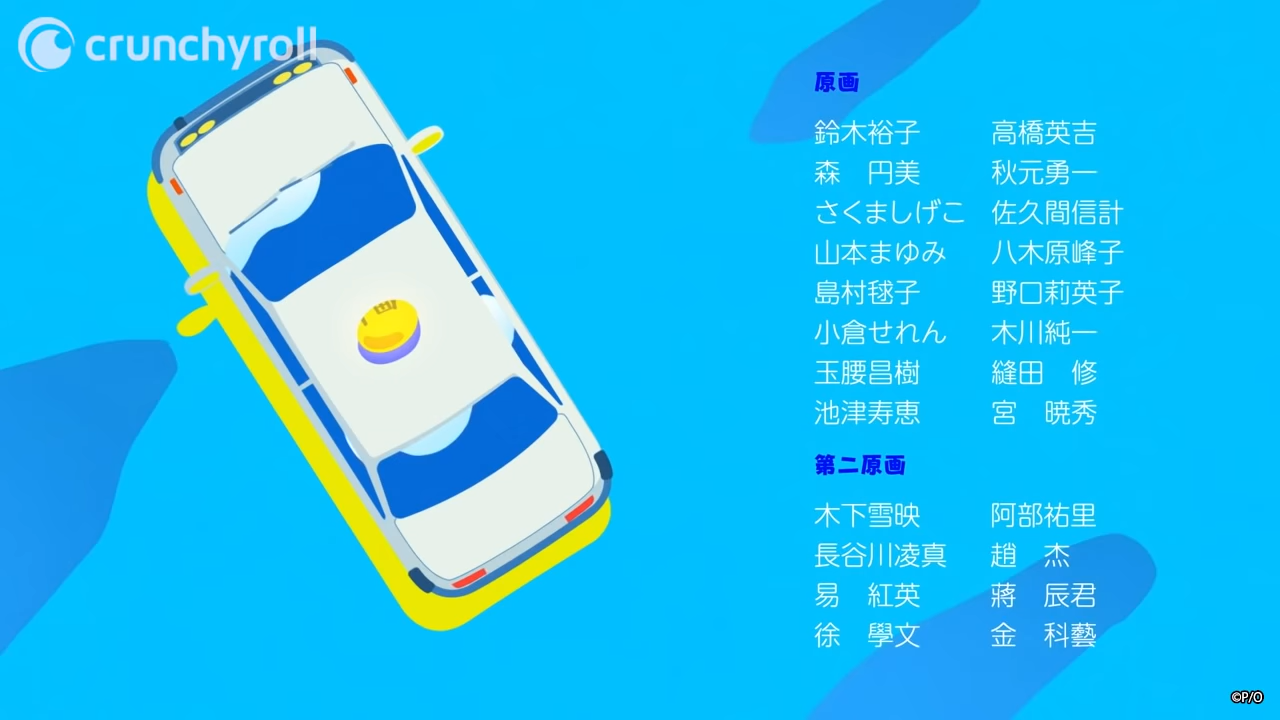 crunchyroll
原画
鈴木裕子 高橋英吉
森 円美 秋元勇一
さくましげこ 佐久間信計
山本まゆみ 八木原峰子
島村毬子 野口莉英子
小倉せれん 木川純一
玉腰昌樹 縫田 修
池津寿恵 宮 暁秀
第二原画
木下雪映 阿部祐里
長谷川凌真 趙 杰
易 紅英 蔣 辰君
徐 學文 金 科藝
©P/O